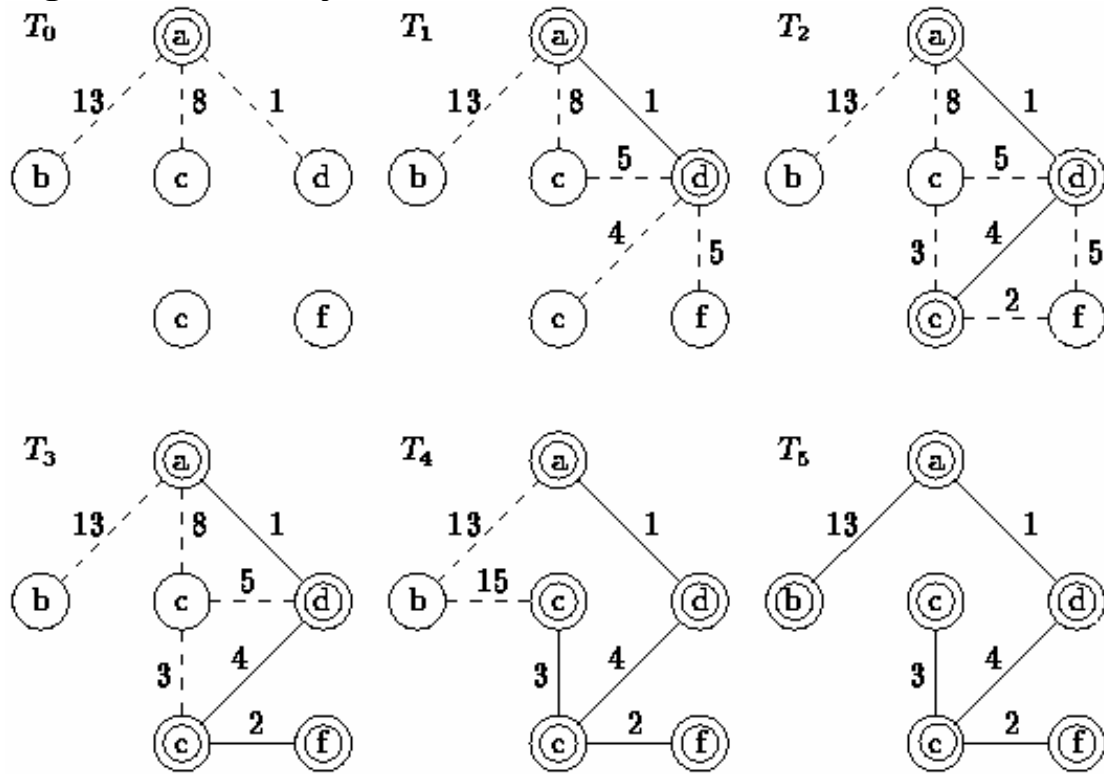 T₀ T₁ T₂
a a a
13 8 1 13 8 1 13 8 1
b c d b c 5 d b c 5 d
4 5 3 4 5
c f c f c 2 f
T₃ T₄ T₅
a a a
13 8 1 13 1 13 1
b c 5 d b 15 c d b c d
3 4 3 4 3 4
c 2 f c 2 f c 2 f